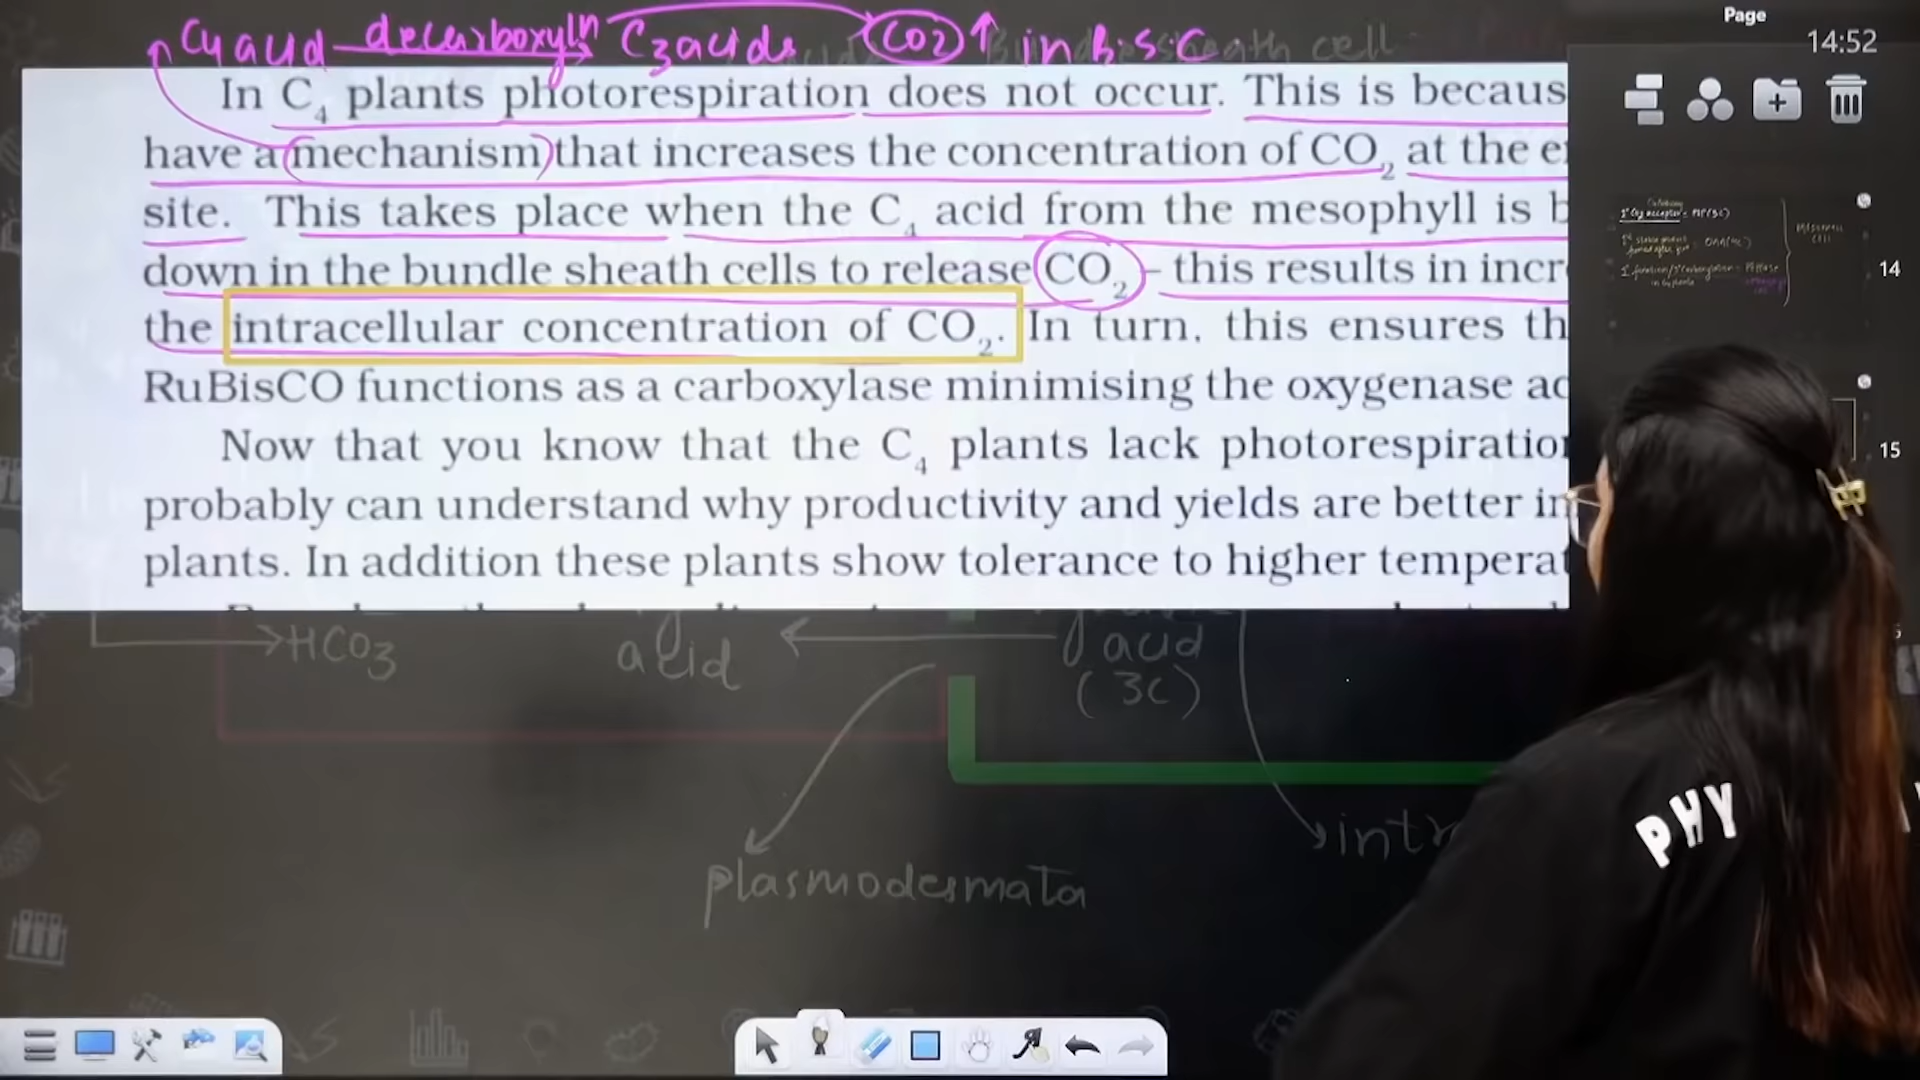 Page
14:52
C4 acid decarboxyln C3 acids CO2 ↑ in B.S.C.
In C4 plants photorespiration does not occur. This is becaus
have a mechanism that increases the concentration of CO2 at the e
site. This takes place when the C4 acid from the mesophyll is b
down in the bundle sheath cells to release CO2 – this results in incr
the intracellular concentration of CO2. In turn, this ensures th
RuBisCO functions as a carboxylase minimising the oxygenase ac
Now that you know that the C4 plants lack photorespiration
probably can understand why productivity and yields are better in
plants. In addition these plants show tolerance to higher temperat
14
15
HCO3
acid
acid
(3C)
intr
plasmodesmata
PHY